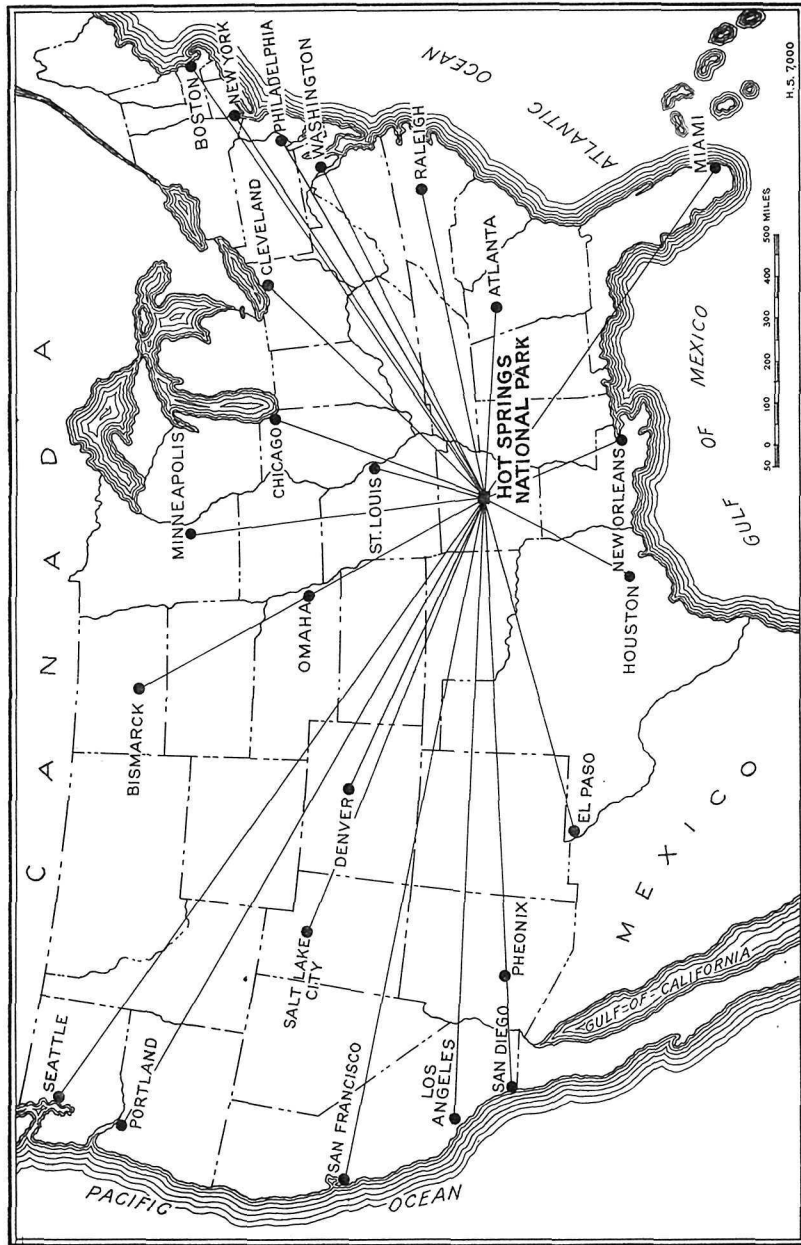 C A N A D A
SEATTLE
PORTLAND
BISMARCK
MINNEAPOLIS
BOSTON
NEW YORK
PHILADELPHIA
WASHINGTON
CLEVELAND
CHICAGO
OMAHA
SALT LAKE
CITY
DENVER
ST. LOUIS
RALEIGH
SAN FRANCISCO
LOS
ANGELES
SAN DIEGO
PHEONIX
HOT SPRINGS
NATIONAL PARK
ATLANTA
EL PASO
HOUSTON
NEW ORLEANS
MIAMI
PACIFIC
OCEAN
ATLANTIC
OCEAN
GULF-OF-CALIFORNIA
M E X I C O
GULF
OF
MEXICO
50 0 100 200 300 400 500 MILES
H.S. 7,000